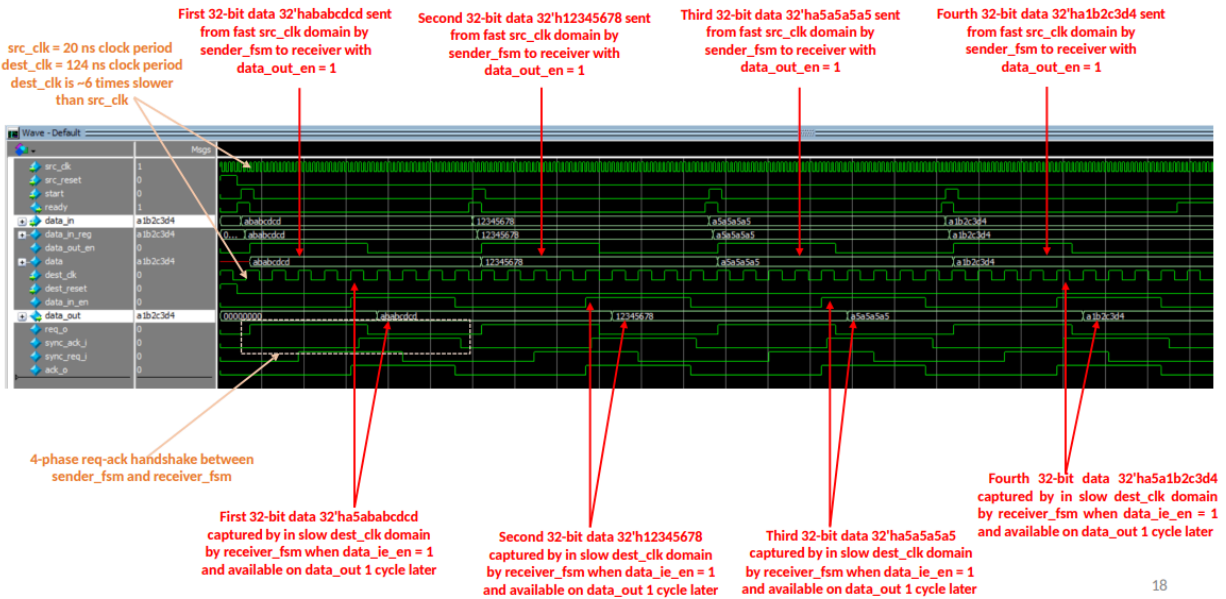 First 32-bit data 32'hababcdcd sent
from fast src_clk domain by
sender_fsm to receiver with
data_out_en = 1
Second 32-bit data 32'h12345678 sent
from fast src_clk domain by
sender_fsm to receiver with
data_out_en = 1
Third 32-bit data 32'ha5a5a5a5 sent
from fast src_clk domain by
sender_fsm to receiver with
data_out_en = 1
Fourth 32-bit data 32'ha1b2c3d4 sent
from fast src_clk domain by
sender_fsm to receiver with
data_out_en = 1
src_clk = 20 ns clock period
dest_clk = 124 ns clock period
dest_clk is ~6 times slower
than src_clk
Wave - Default
Msgs
src_clk 1
src_reset 0
start 0
ready 1
data_in a1b2c3d4 ababcdcd 12345678 a5a5a5a5 a1b2c3d4
data_in_reg a1b2c3d4 0... ababcdcd 12345678 a5a5a5a5 a1b2c3d4
data_out_en 0
data a1b2c3d4 ababcdcd 12345678 a5a5a5a5 a1b2c3d4
dest_clk 0
dest_reset 0
data_in_en 0
data_out a1b2c3d4 00000000 ababcdcd 12345678 a5a5a5a5 a1b2c3d4
req_o 0
sync_ack_i 0
sync_req_i 0
ack_o 0
4-phase req-ack handshake between
sender_fsm and receiver_fsm
First 32-bit data 32'ha5ababcdcd
captured by in slow dest_clk domain
by receiver_fsm when data_ie_en = 1
and available on data_out 1 cycle later
Second 32-bit data 32'h12345678
captured by in slow dest_clk domain
by receiver_fsm when data_ie_en = 1
and available on data_out 1 cycle later
Third 32-bit data 32'ha5a5a5a5
captured by in slow dest_clk domain
by receiver_fsm when data_ie_en = 1
and available on data_out 1 cycle later
Fourth 32-bit data 32'ha5a1b2c3d4
captured by in slow dest_clk domain
by receiver_fsm when data_ie_en = 1
and available on data_out 1 cycle later
18